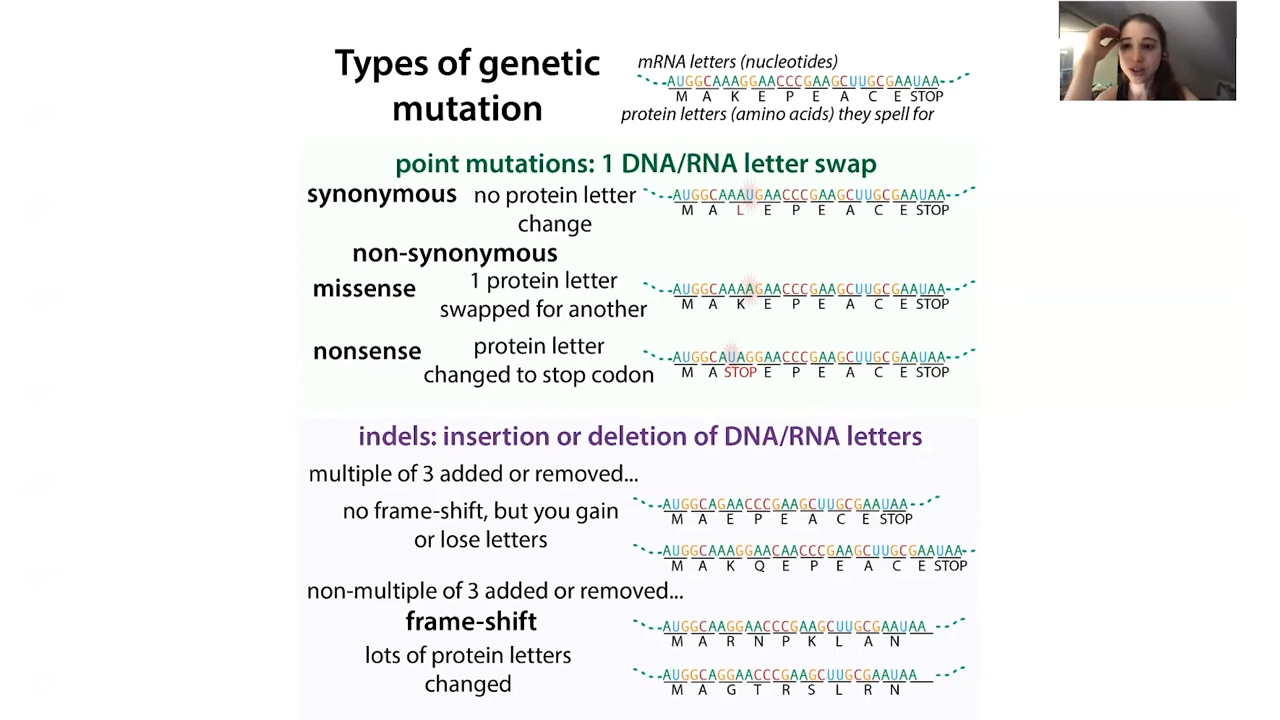 Types of genetic
mutation
mRNA letters (nucleotides)
AUGGCAAAGGAACCCGAAGCUUGCGAAUAA
M A K E P E A C E STOP
protein letters (amino acids) they spell for
point mutations: 1 DNA/RNA letter swap
synonymous no protein letter
change
AUGGCAAAUGAACCCGAAGCUUGCGAAUAA
M A L E P E A C E STOP
non-synonymous
missense 1 protein letter
swapped for another
AUGGCAAAAGAACCCGAAGCUUGCGAAUAA
M A K E P E A C E STOP
nonsense protein letter
changed to stop codon
AUGGCAUAGGAACCCGAAGCUUGCGAAUAA
M A STOP E P E A C E STOP
indels: insertion or deletion of DNA/RNA letters
multiple of 3 added or removed...
no frame-shift, but you gain
or lose letters
AUGGCAGAACCCGAAGCUUGCGAAUAA
M A E P E A C E STOP
AUGGCAAAGGAACAACCCGAAGCUUGCGAAUAA
M A K Q E P E A C E STOP
non-multiple of 3 added or removed...
frame-shift
lots of protein letters
changed
AUGGCAAGGAACCCGAAGCUUGCGAAUAA
M A R N P K L A N
AUGGCAGGAACCCGAAGCUUGCGAAUAA
M A G T R S L R N